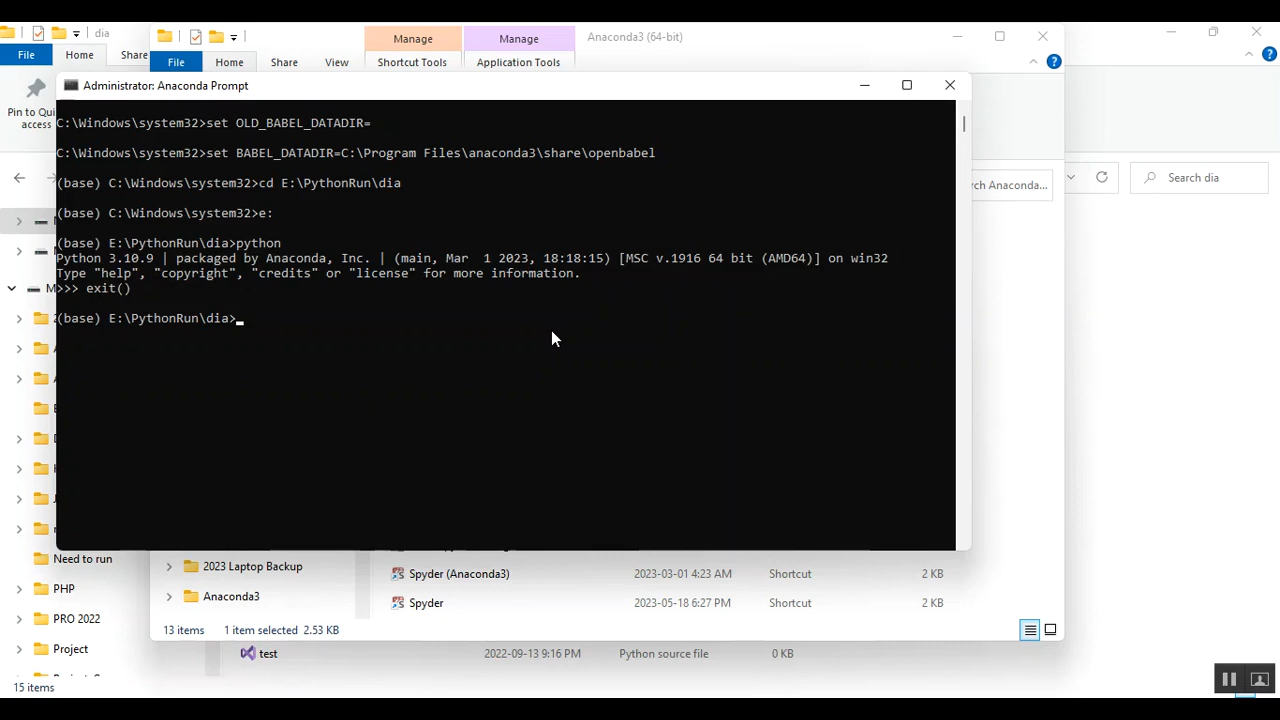 dia
Manage
Manage
Anaconda3 (64-bit)
File
Home
Share
File
Home
Share
View
Shortcut Tools
Application Tools
Administrator: Anaconda Prompt
Pin to
access
C:\Windows\system32>set OLD_BABEL_DATADIR=
C:\Windows\system32>set BABEL_DATADIR=C:\Program Files\anaconda3\share\openbabel
(base) C:\Windows\system32>cd E:\PythonRun\dia
(base) C:\Windows\system32>e:
(base) E:\PythonRun\dia>python
Python 3.10.9 | packaged by Anaconda, Inc. | (main, Mar  1 2023, 18:18:15) [MSC v.1916 64 bit (AMD64)] on win32
Type "help", "copyright", "credits" or "license" for more information.
>>> exit()
(base) E:\PythonRun\dia>
Anaconda...
Search dia
Need to run
PHP
PRO 2022
Project
2023 Laptop Backup
Anaconda3
Spyder (Anaconda3) 2023-03-01 4:23 AM Shortcut 2 KB
Spyder 2023-05-18 6:27 PM Shortcut 2 KB
13 items 1 item selected 2.53 KB
test 2022-09-13 9:16 PM Python source file 0 KB
15 items